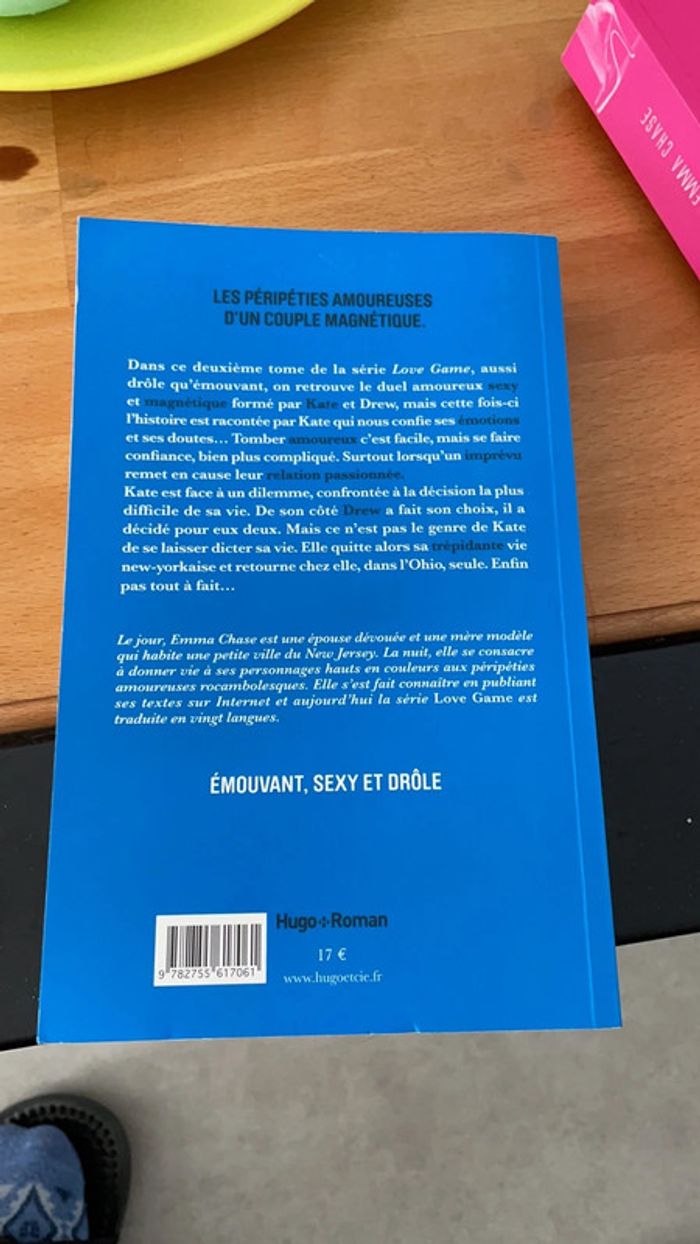 EMMA CHASE
LES PÉRIPÉTIES AMOUREUSES
D'UN COUPLE MAGNÉTIQUE.
Dans ce deuxième tome de la série Love Game, aussi
drôle qu'émouvant, on retrouve le duel amoureux sexy
et magnétique formé par Kate et Drew, mais cette fois-ci
l'histoire est racontée par Kate qui nous confie ses émotions
et ses doutes... Tomber amoureux c'est facile, mais se faire
confiance, bien plus compliqué. Surtout lorsqu'un imprévu
remet en cause leur relation passionnée.
Kate est face à un dilemme, confrontée à la décision la plus
difficile de sa vie. De son côté Drew a fait son choix, il a
décidé pour eux deux. Mais ce n'est pas le genre de Kate
de se laisser dicter sa vie. Elle quitte alors sa trépidante vie
new-yorkaise et retourne chez elle, dans l'Ohio, seule. Enfin
pas tout à fait...
Le jour, Emma Chase est une épouse dévouée et une mère modèle
qui habite une petite ville du New Jersey. La nuit, elle se consacre
à donner vie à ses personnages hauts en couleurs aux péripéties
amoureuses rocambolesques. Elle s'est fait connaître en publiant
ses textes sur Internet et aujourd'hui la série Love Game est
traduite en vingt langues.
ÉMOUVANT, SEXY ET DRÔLE
Hugo+Roman
17 €
www.hugoetcie.fr
9 782755 617061